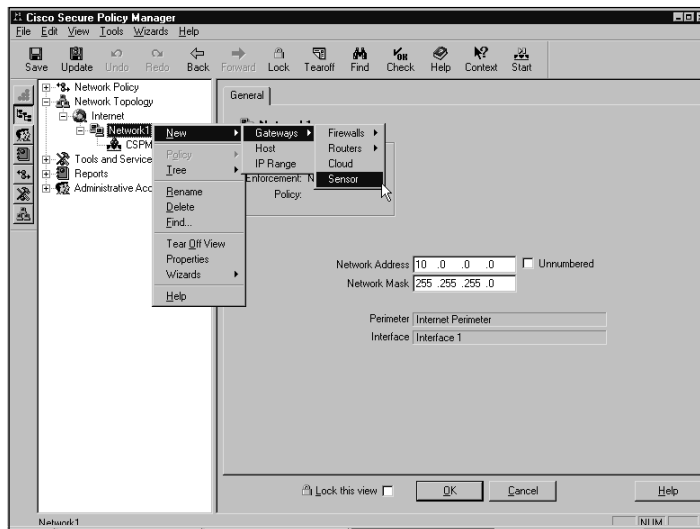 Cisco Secure Policy Manager
File Edit View Tools Wizards Help
Save Update Undo Redo Back Forward Lock Tearoff Find Check Help Context Start
Network Policy
Network Topology
Internet
Network1
CSPM
Tools and Service
Reports
Administrative Acc
New
Policy
Tree
Rename
Delete
Find...
Tear Off View
Properties
Wizards
Help
Gateways
Host
IP Range
Firewalls
Routers
Cloud
Sensor
General
Enforcement: N
Policy:
Network Address 10 .0 .0 .0 Unnumbered
Network Mask 255 .255 .255 .0
Perimeter Internet Perimeter
Interface Interface 1
Lock this view OK Cancel Help
Network1 NUM